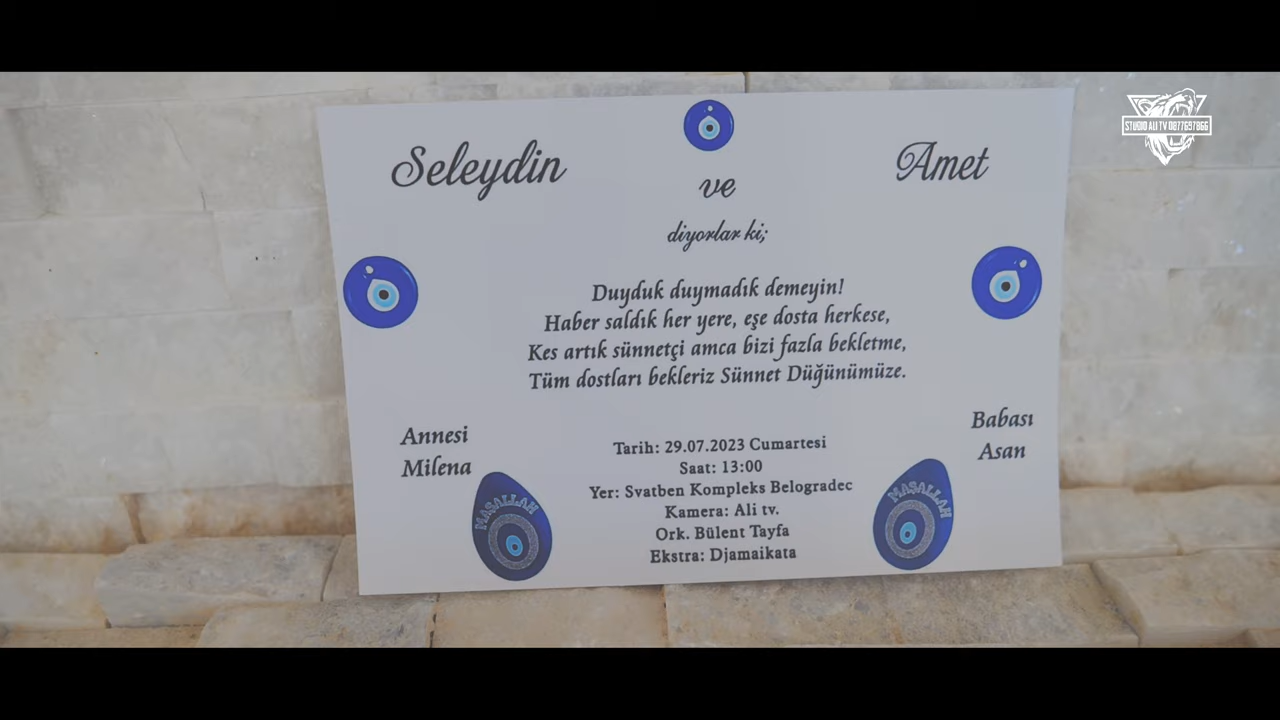 STUDIO ALI TV 0877697866
Seleydin
ve
Amet
diyorlar ki;
Duyduk duymadık demeyin!
Haber saldık her yere, eşe dosta herkese,
Kes artık sünnetçi amca bizi fazla bekletme,
Tüm dostları bekleriz Sünnet Düğünümüze.
Annesi
Milena
Babası
Asan
Tarih: 29.07.2023 Cumartesi
Saat: 13:00
Yer: Svatben Kompleks Belogradec
Kamera: Ali tv.
Ork. Bülent Tayfa
Ekstra: Djamaikata
MAŞALLAH
MAŞALLAH